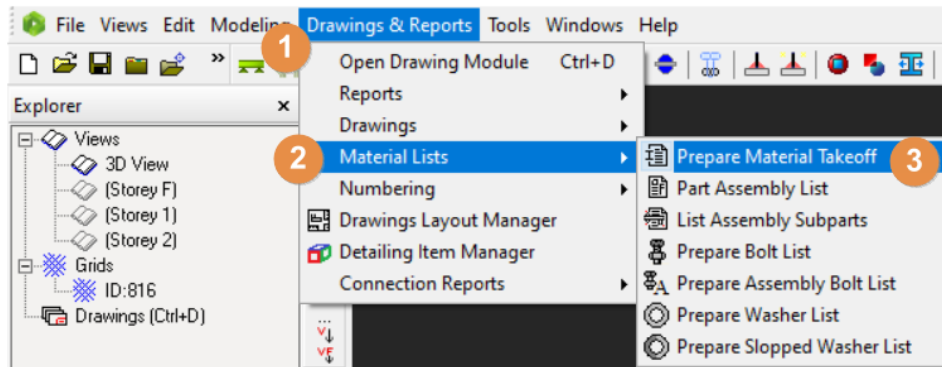 File Views Edit Modeling Drawings & Reports Tools Windows Help
1
»
Explorer ×
Views
3D View
(Storey F)
(Storey 1)
(Storey 2)
Grids
ID:816
Drawings (Ctrl+D)
Open Drawing Module Ctrl+D
Reports
Drawings
2 Material Lists
Numbering
Drawings Layout Manager
Detailing Item Manager
Connection Reports
Prepare Material Takeoff 3
Part Assembly List
List Assembly Subparts
Prepare Bolt List
Prepare Assembly Bolt List
Prepare Washer List
Prepare Slopped Washer List